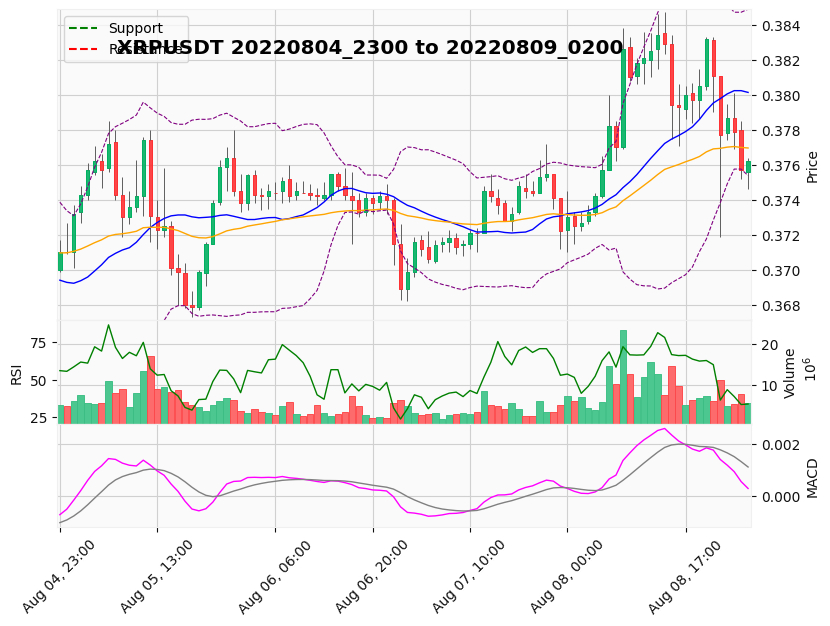 XRPUSDT 20220804_2300 to 20220809_0200
Support
Resistance
0.384
0.382
0.380
0.378
0.376
0.374
0.372
0.370
0.368
Price
75
50
25
RSI
20
10
Volume
10^6
0.002
0.000
MACD
Aug 04, 23:00
Aug 05, 13:00
Aug 06, 06:00
Aug 06, 20:00
Aug 07, 10:00
Aug 08, 00:00
Aug 08, 17:00